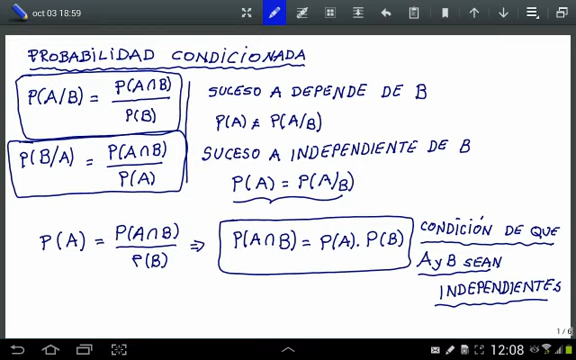 oct 03 18:59
PROBABILIDAD CONDICIONADA
P(A/B) = P(A∩B) / P(B)
SUCESO A DEPENDE DE B
P(A) ≠ P(A/B)
P(B/A) = P(A∩B) / P(A)
SUCESO A INDEPENDIENTE DE B
P(A) = P(A/B)
P(A) = P(A∩B) / P(B) ⇒ P(A∩B) = P(A). P(B)
CONDICIÓN DE QUE
A y B SEAN
INDEPENDIENTES
1/6
12:08